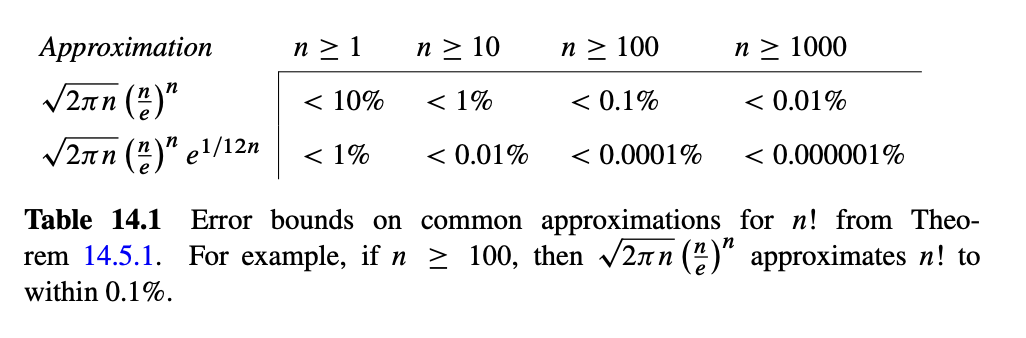 Approximation n ≥ 1 n ≥ 10 n ≥ 100 n ≥ 1000
√2πn (n/e)^n < 10% < 1% < 0.1% < 0.01%
√2πn (n/e)^n e^1/12n < 1% < 0.01% < 0.0001% < 0.000001%
Table 14.1 Error bounds on common approximations for n! from Theo-
rem 14.5.1. For example, if n ≥ 100, then √2πn (n/e)^n approximates n! to
within 0.1%.